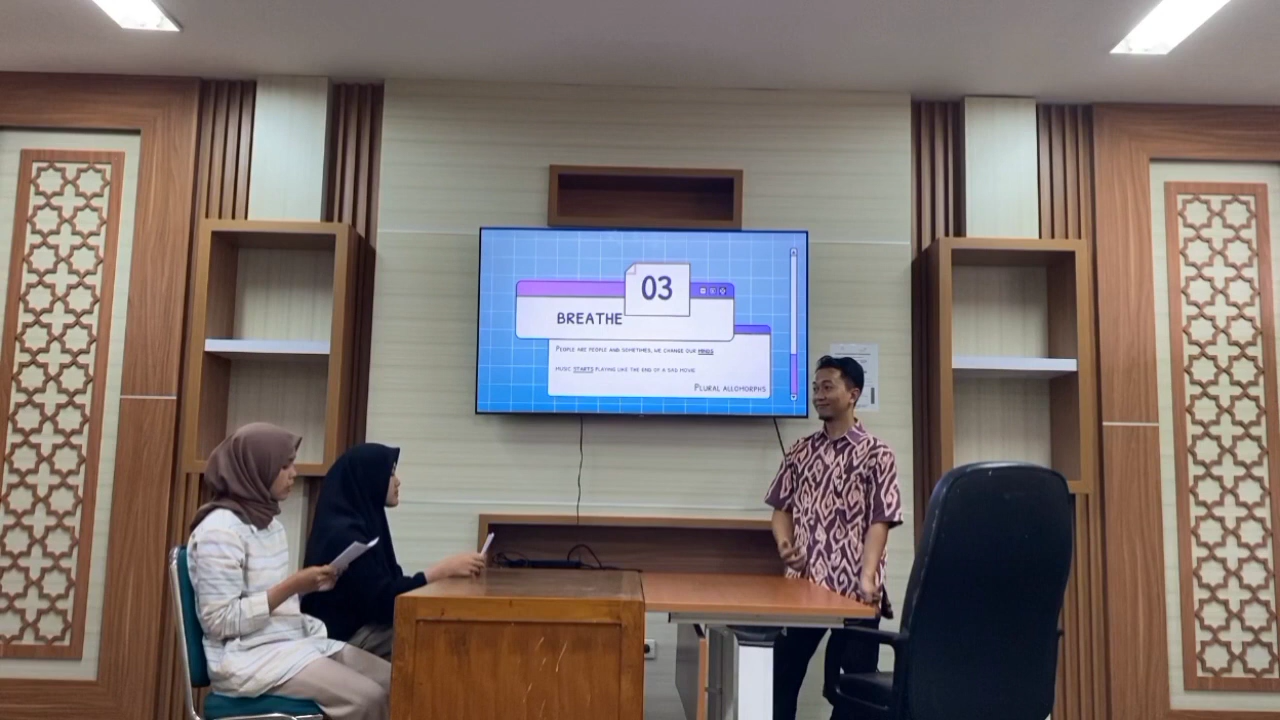 03
BREATHE
PEOPLE ARE PEOPLE AND SOMETIMES, WE CHANGE OUR MINDS
MUSIC STARTS PLAYING LIKE THE END OF A SAD MOVIE
PLURAL ALLOMORPHS